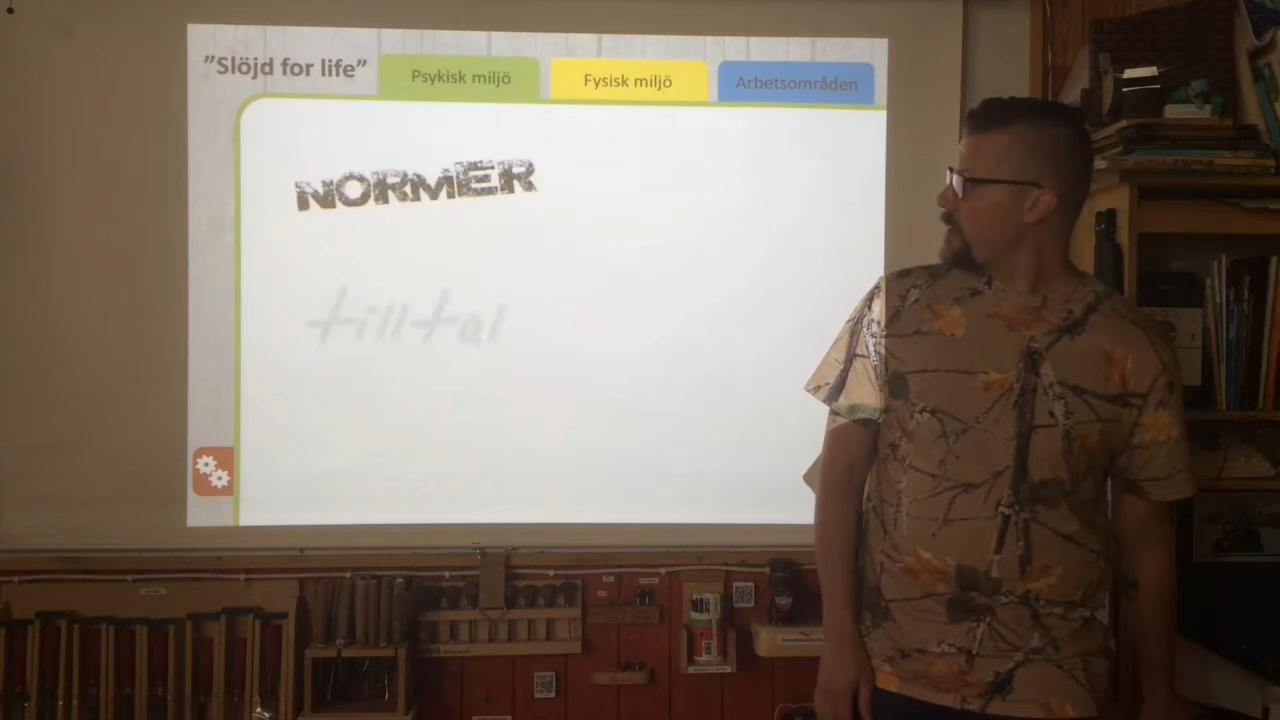 "Slöjd for life"
Psykisk miljö
Fysisk miljö
Arbetsområden
NORMER
tilltal